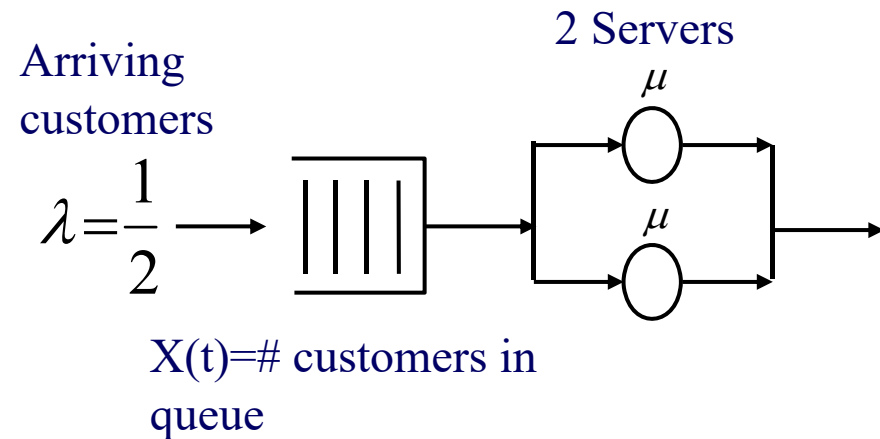 2 Servers
Arriving
customers
μ
λ = 1/2
μ
X(t)=# customers in
queue